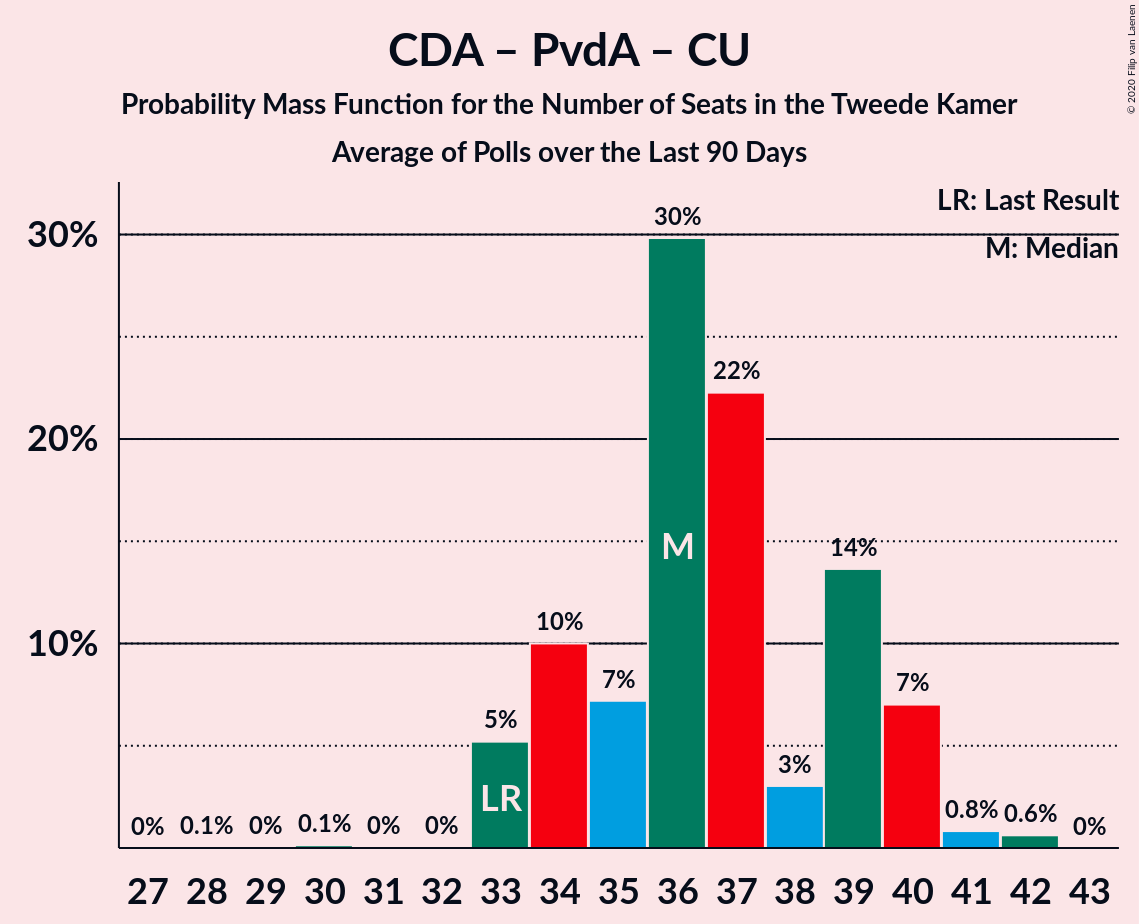 CDA – PvdA – CU
Probability Mass Function for the Number of Seats in the Tweede Kamer
Average of Polls over the Last 90 Days
© 2020 Filip van Laenen
LR: Last Result
M: Median
30%
20%
10%
0%
0.1%
0%
0.1%
0%
0%
5%
10%
7%
30%
22%
3%
14%
7%
0.8%
0.6%
0%
LR
M
27 28 29 30 31 32 33 34 35 36 37 38 39 40 41 42 43